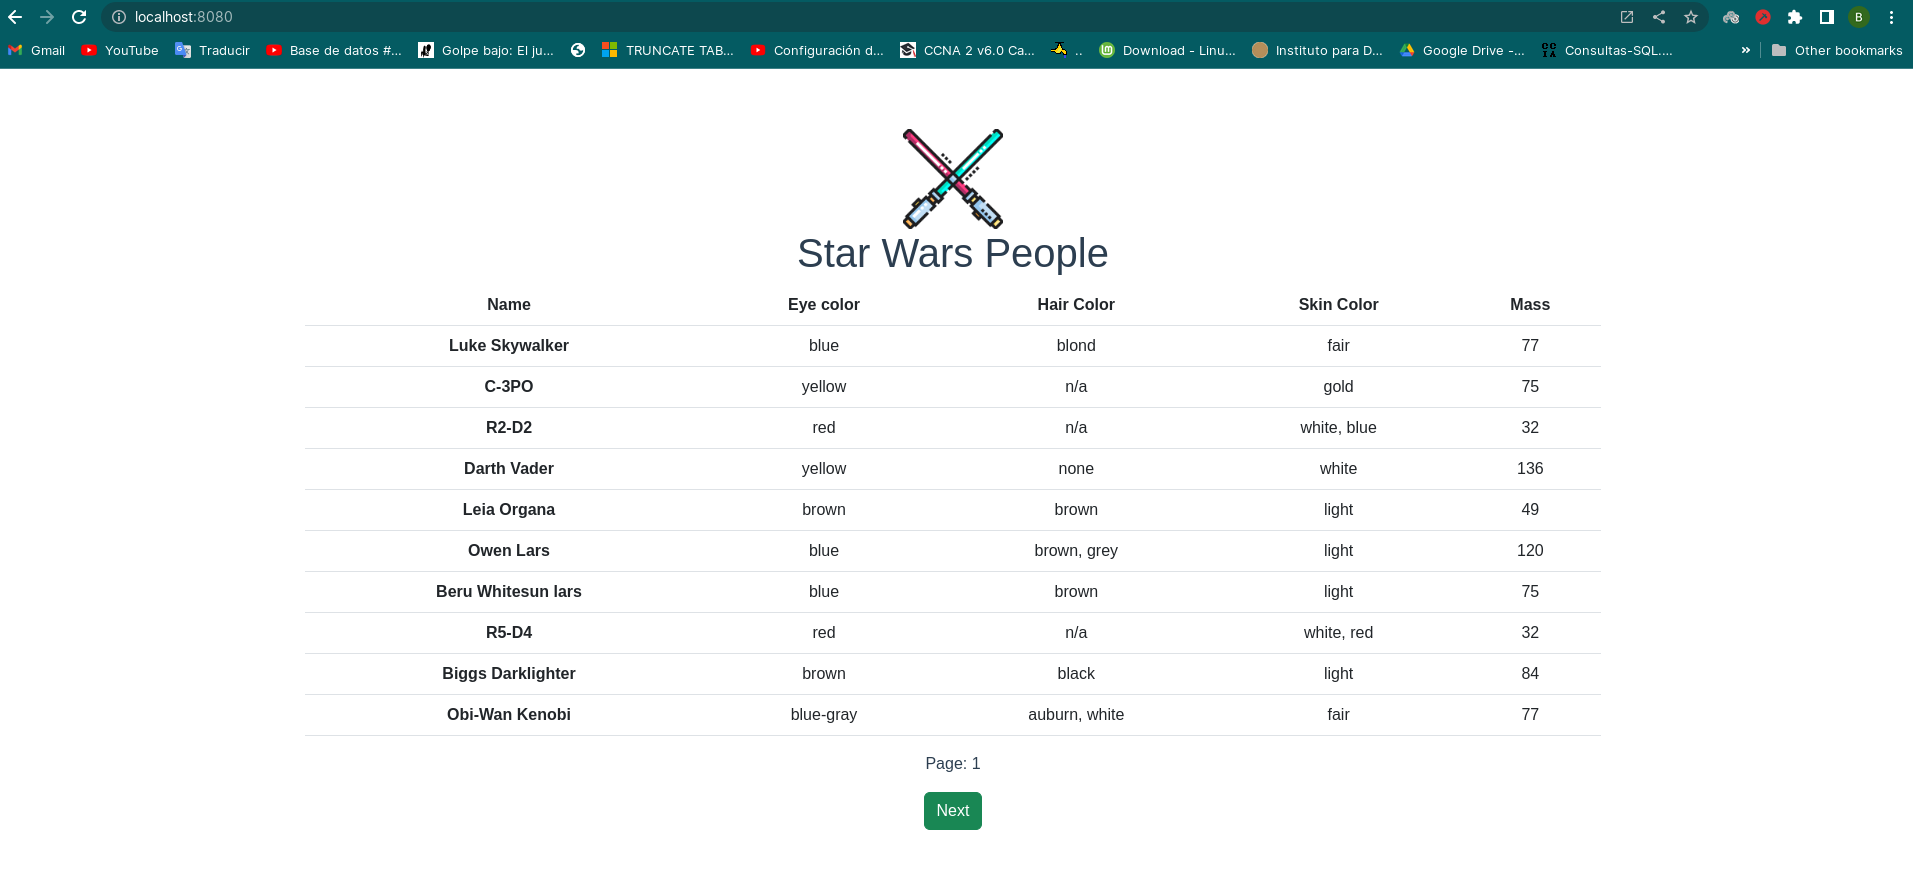 localhost:8080
B
Gmail YouTube Traducir Base de datos #... Golpe bajo: El ju... TRUNCATE TAB... Configuración d... CCNA 2 v6.0 Ca... .. Download - Linu... Instituto para D... Google Drive -... Consultas-SQL.... » Other bookmarks
Star Wars People
Name Eye color Hair Color Skin Color Mass
Luke Skywalker blue blond fair 77
C-3PO yellow n/a gold 75
R2-D2 red n/a white, blue 32
Darth Vader yellow none white 136
Leia Organa brown brown light 49
Owen Lars blue brown, grey light 120
Beru Whitesun lars blue brown light 75
R5-D4 red n/a white, red 32
Biggs Darklighter brown black light 84
Obi-Wan Kenobi blue-gray auburn, white fair 77
Page: 1
Next